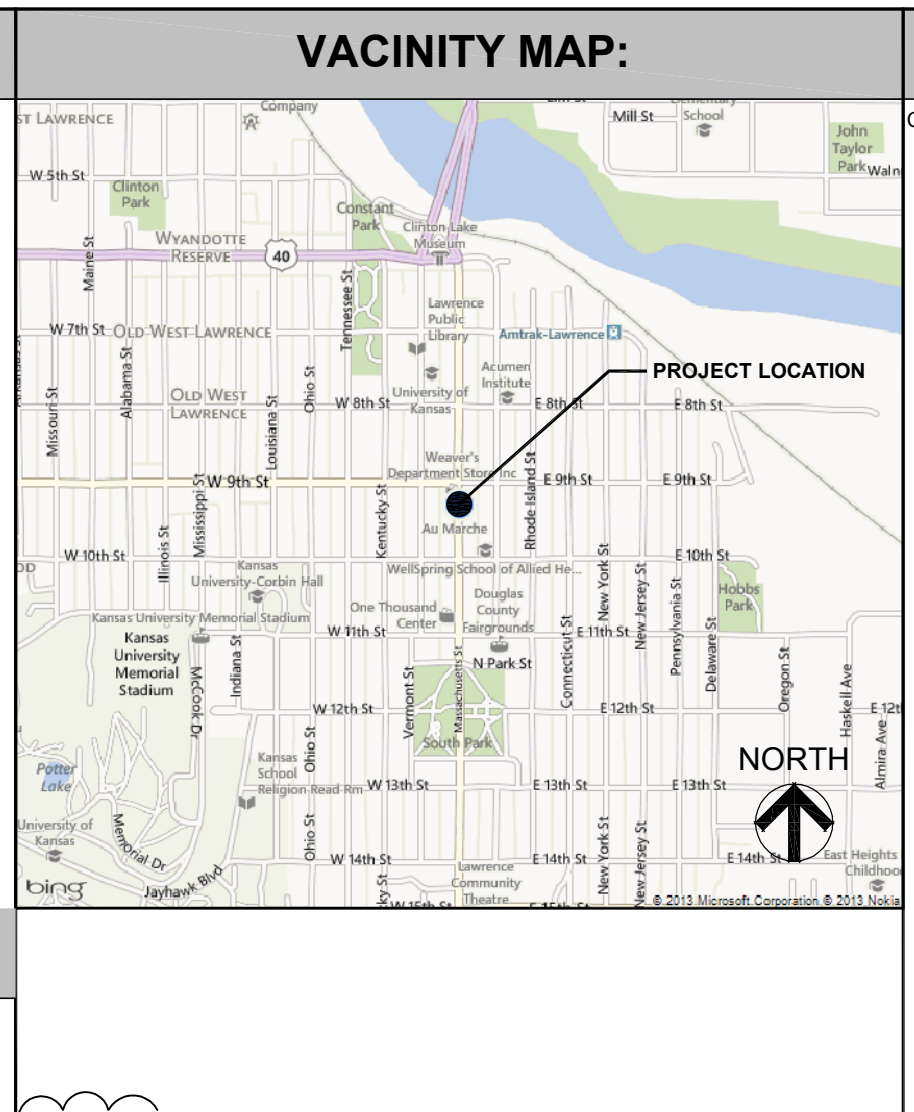 VACINITY MAP:
Company
ST LAWRENCE
Mill St
School
John
Taylor
Park
W 5th St
Clinton
Park
Constant
Park
Clinton Lake
Museum
WYANDOTTE
RESERVE
40
Maine St
Tennessee St
Lawrence
Public
Library
W 7th St
OLD WEST LAWRENCE
Amtrak-Lawrence
PROJECT LOCATION
Acumen
Institute
University of
Kansas
Alabama St
Missouri St
OLD WEST
LAWRENCE
Louisiana St
Ohio St
W 8th St
E 8th St
E 8th St
Weaver's
Department Store Inc
W 9th St
E 9th St
E 9th St
Mississippi St
Kentucky St
Rhode Island St
Au Marche
Illinois St
W 10th St
E 10th St
Kansas
University-Corbin Hall
WellSpring School of Allied He...
New York St
New Jersey St
Pennsylvania St
Hobbs
Park
Kansas University Memorial Stadium
One Thousand
Center
Douglas
County
Fairgrounds
W 11th St
E 11th St
Connecticut St
Delaware St
Kansas
University
Memorial
Stadium
McCook Dr
Indiana St
N Park St
Massachusetts St
Vermont St
Oregon St
Haskell Ave
Almira Ave
W 12th St
E 12th St
E 12t
South Park
Ohio St
Kansas
School
Religion Read Rm
W 13th St
E 13th St
E 13th St
NORTH
Potter
Lake
University of
Kansas
Memorial Dr
Ohio St
W 14th St
E 14th St
E 14th St
New York St
New Jersey St
East Heights
Childhoo
bing
Jayhawk Blvd
ky St
Lawrence
Community
Theatre
© 2013 Microsoft Corporation © 2013 Nokia